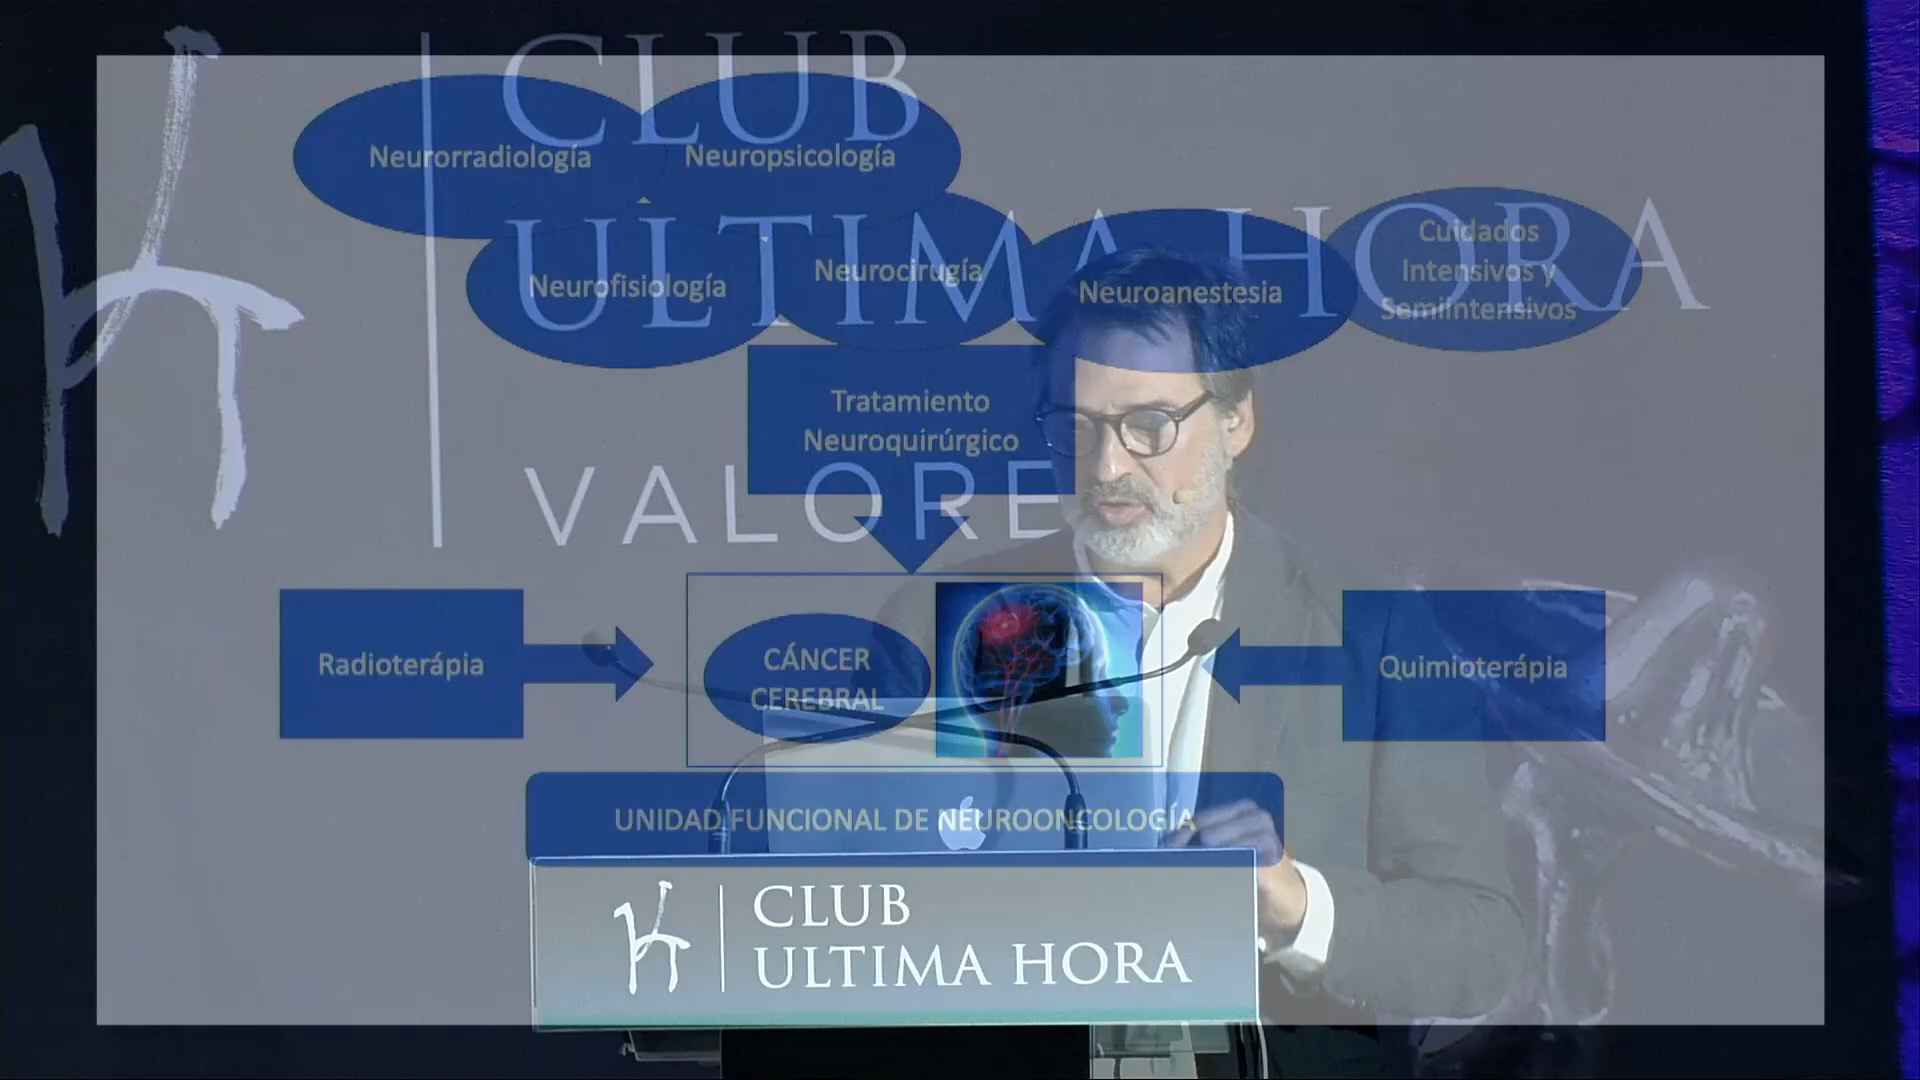 CLUB
ULTIMA HORA
VALORE
Neurorradiología
Neuropsicología
Neurofisiología
Neurocirugía
Neuroanestesia
Cuidados
Intensivos y
Semiintensivos
Tratamiento
Neuroquirúrgico
Radioterápia
CÁNCER
CEREBRAL
Quimioterápia
UNIDAD FUNCIONAL DE NEUROONCOLOGÍA
CLUB
ULTIMA HORA